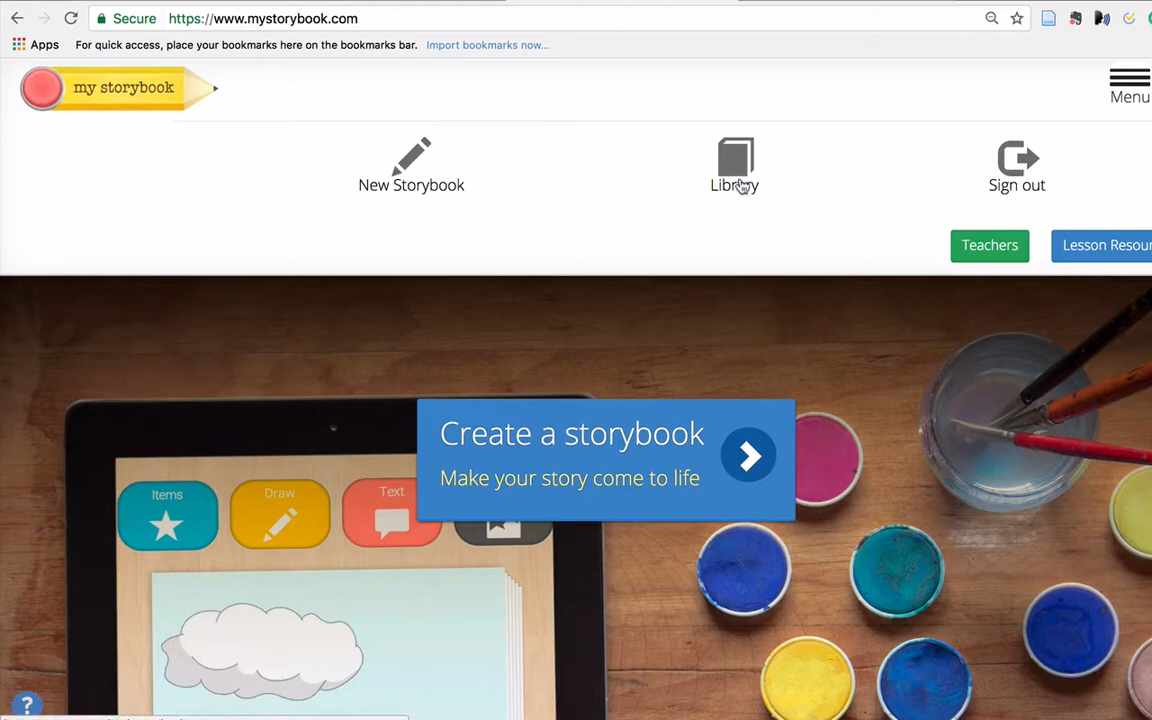 Secure https://www.mystorybook.com
Apps For quick access, place your bookmarks here on the bookmarks bar. Import bookmarks now...
my storybook
Menu
New Storybook Library Sign out
Teachers Lesson Resour
Create a storybook
Make your story come to life
Items Draw Text
?